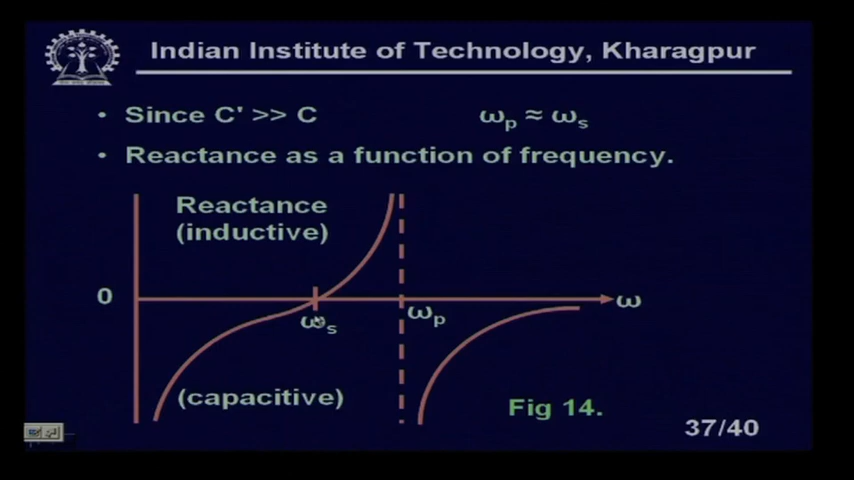 Indian Institute of Technology, Kharagpur
• Since C' >> C ωp ≈ ωs
• Reactance as a function of frequency.
Reactance
(inductive)
0
ω
ωs
ωp
(capacitive)
Fig 14.
37/40